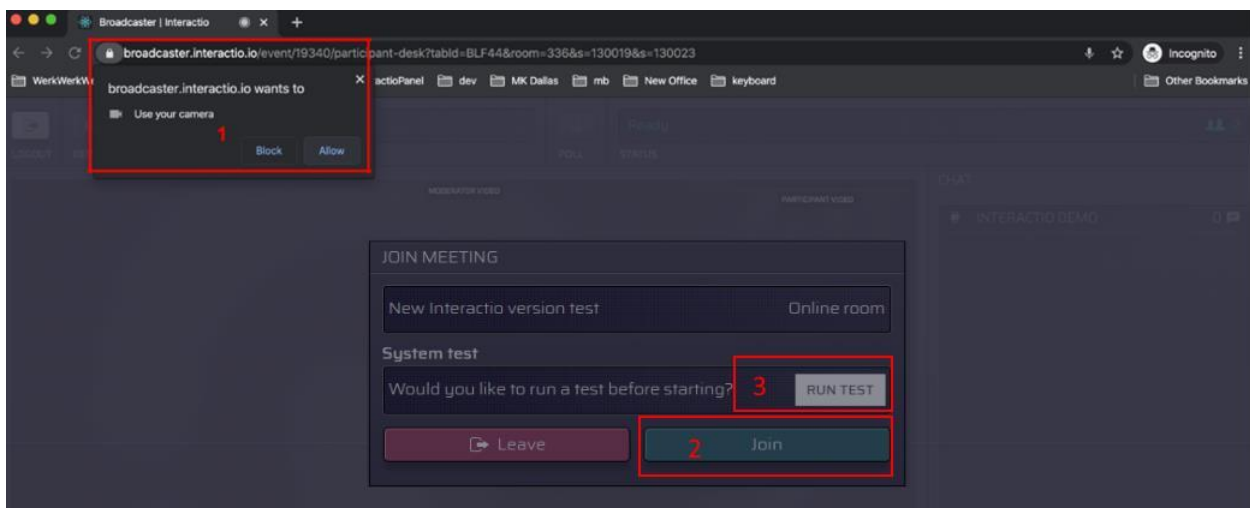 Broadcaster | Interactio
broadcaster.interactio.io/event/19340/participant-desk?tabId=BLF44&room=336&s=130019&s=130023
Incognito
MK Dallas
dev
mb
New Office
keyboard
Other Bookmarks
broadcaster.interactio.io wants to
Use your camera
1
Block Allow
LOGOUT
POLL
Ready
STATUS
MODERATOR VIDEO
PARTICIPANT VIDEO
CHAT
INTERACTIO DEMO 0
JOIN MEETING
New Interactio version test Online room
System test
Would you like to run a test before starting? 3 RUN TEST
Leave 2 Join